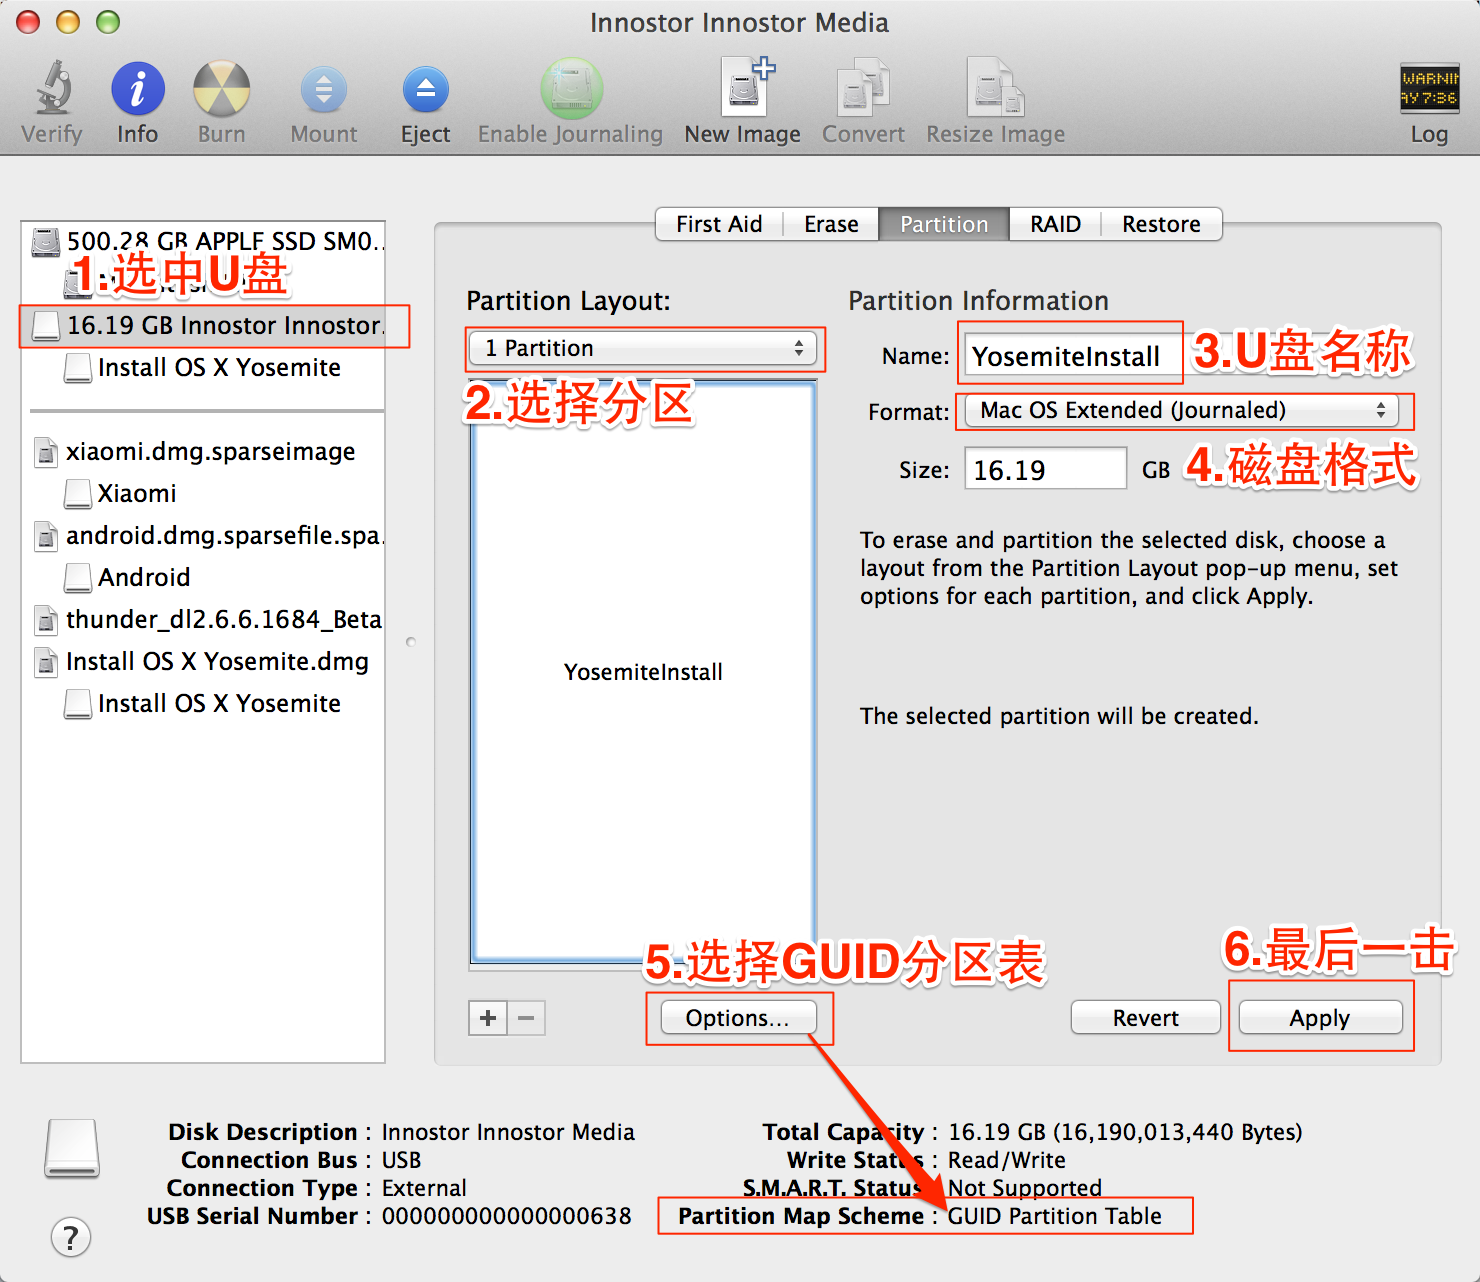 Innostor Innostor Media
Verify
Info
Burn
Mount
Eject
Enable Journaling
New Image
Convert
Resize Image
WARNIN
AY 7:36
Log
500.28 GB APPLE SSD SM0...
1.选中U盘
16.19 GB Innostor Innostor...
Install OS X Yosemite
xiaomi.dmg.sparseimage
Xiaomi
android.dmg.sparsefile.spa...
Android
thunder_dl2.6.6.1684_Beta
Install OS X Yosemite.dmg
Install OS X Yosemite
First Aid
Erase
Partition
RAID
Restore
Partition Layout:
1 Partition
2.选择分区
YosemiteInstall
Partition Information
Name: YosemiteInstall
3.U盘名称
Format: Mac OS Extended (Journaled)
Size: 16.19 GB
4.磁盘格式
To erase and partition the selected disk, choose a
layout from the Partition Layout pop-up menu, set
options for each partition, and click Apply.
The selected partition will be created.
5.选择GUID分区表
6.最后一击
+ −
Options...
Revert
Apply
Disk Description : Innostor Innostor Media
Connection Bus : USB
Connection Type : External
USB Serial Number : 000000000000000638
Total Capacity : 16.19 GB (16,190,013,440 Bytes)
Write Status : Read/Write
S.M.A.R.T. Status : Not Supported
Partition Map Scheme : GUID Partition Table
?